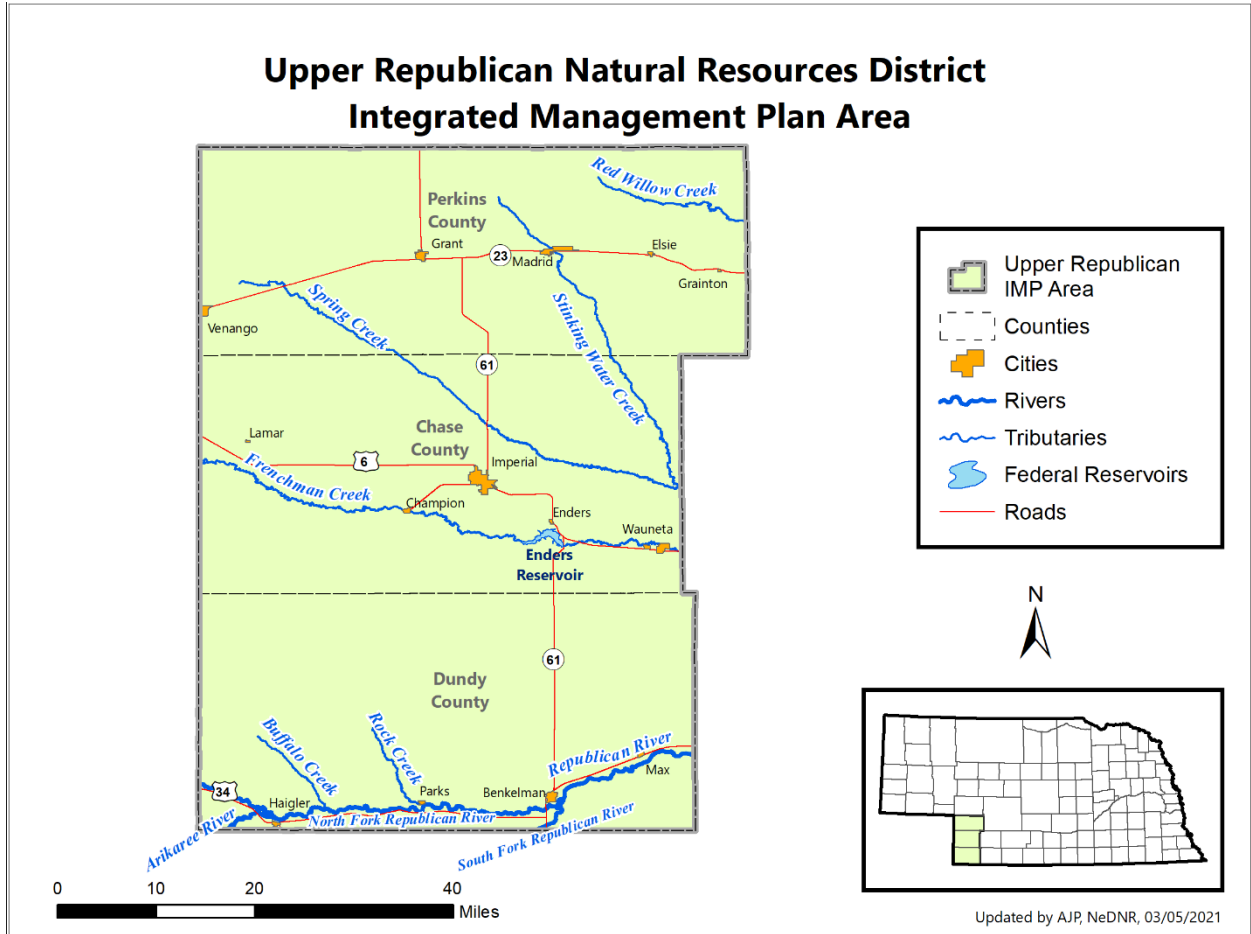 Upper Republican Natural Resources District
Integrated Management Plan Area
Red Willow Creek
Perkins
County
Grant
23
Madrid
Elsie
Grainton
Spring Creek
Stinking Water Creek
Venango
61
Lamar
Chase
County
6
Imperial
Frenchman Creek
Champion
Enders
Wauneta
Enders
Reservoir
61
Dundy
County
Buffalo Creek
Rock Creek
Republican River
Max
34
Haigler
Parks
Benkelman
North Fork Republican River
Arikaree River
South Fork Republican River
0 10 20 40
Miles
Upper Republican
IMP Area
Counties
Cities
Rivers
Tributaries
Federal Reservoirs
Roads
N
Updated by AJP, NeDNR, 03/05/2021